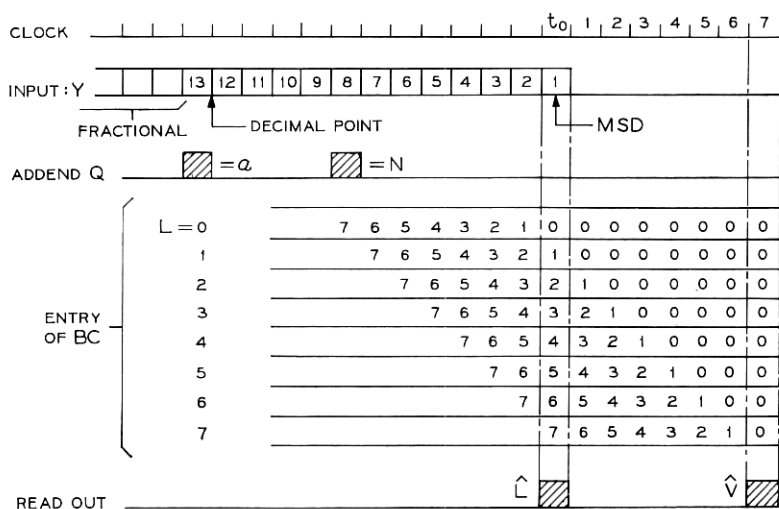 CLOCK t₀ 1 2 3 4 5 6 7
INPUT : Y 13 12 11 10 9 8 7 6 5 4 3 2 1
FRACTIONAL DECIMAL POINT MSD
ADDEND Q = a = N
L = 0 7 6 5 4 3 2 1 0 0 0 0 0 0 0 0
1 7 6 5 4 3 2 1 0 0 0 0 0 0 0
2 7 6 5 4 3 2 1 0 0 0 0 0 0
3 7 6 5 4 3 2 1 0 0 0 0 0
ENTRY
OF BC
4 7 6 5 4 3 2 1 0 0 0 0
5 7 6 5 4 3 2 1 0 0 0
6 7 6 5 4 3 2 1 0 0
7 7 6 5 4 3 2 1 0
READ OUT L̂ V̂